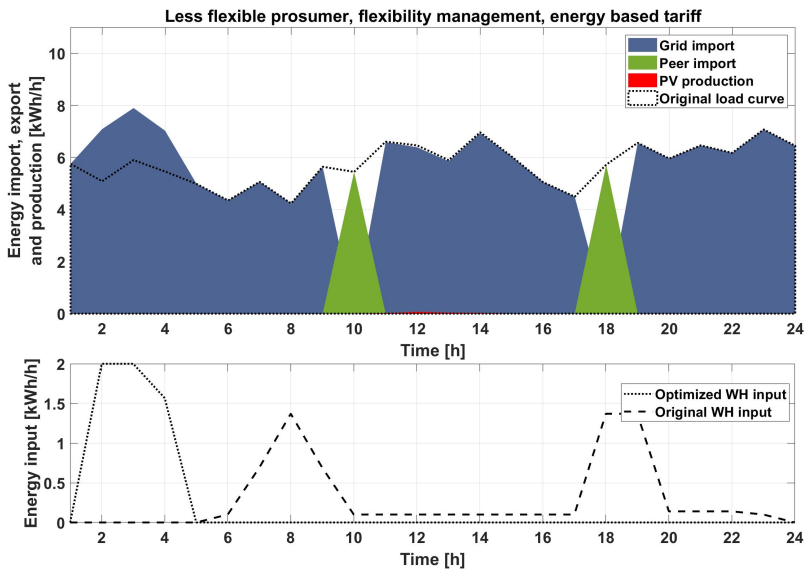 Less flexible prosumer, flexibility management, energy based tariff
Energy import, export
and production [kWh/h]
10
8
6
4
2
0
Grid import
Peer import
PV production
Original load curve
2 4 6 8 10 12 14 16 18 20 22 24
Time [h]
Energy input [kWh/h]
2
1.5
1
0.5
0
Optimized WH input
Original WH input
2 4 6 8 10 12 14 16 18 20 22 24
Time [h]